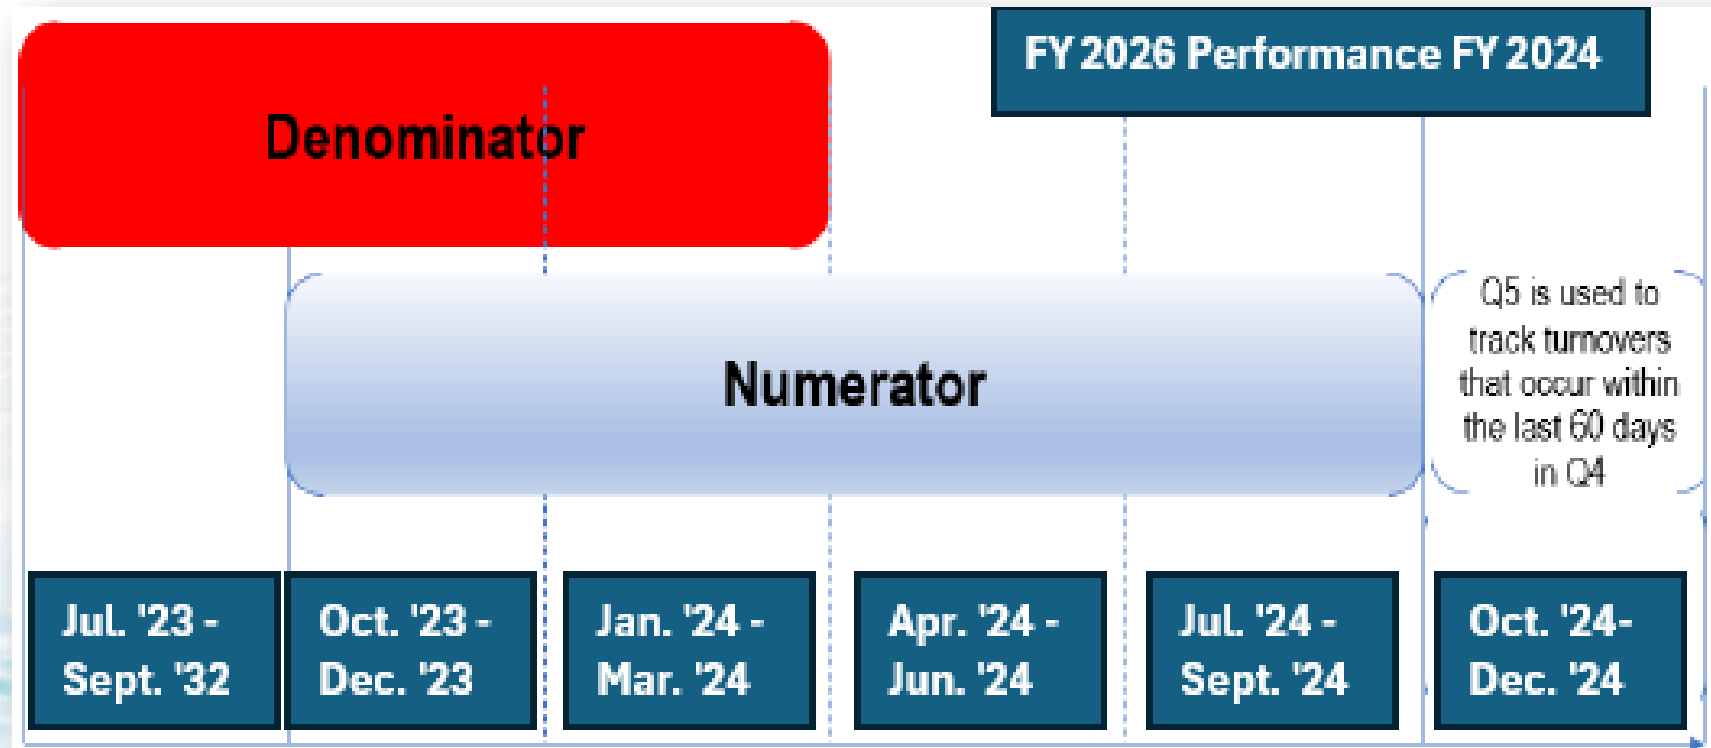 FY 2026 Performance FY 2024
Denominator
Numerator
Q5 is used to
track turnovers
that occur within
the last 60 days
in Q4
Jul. '23 -
Sept. '32
Oct. '23 -
Dec. '23
Jan. '24 -
Mar. '24
Apr. '24 -
Jun. '24
Jul. '24 -
Sept. '24
Oct. '24-
Dec. '24